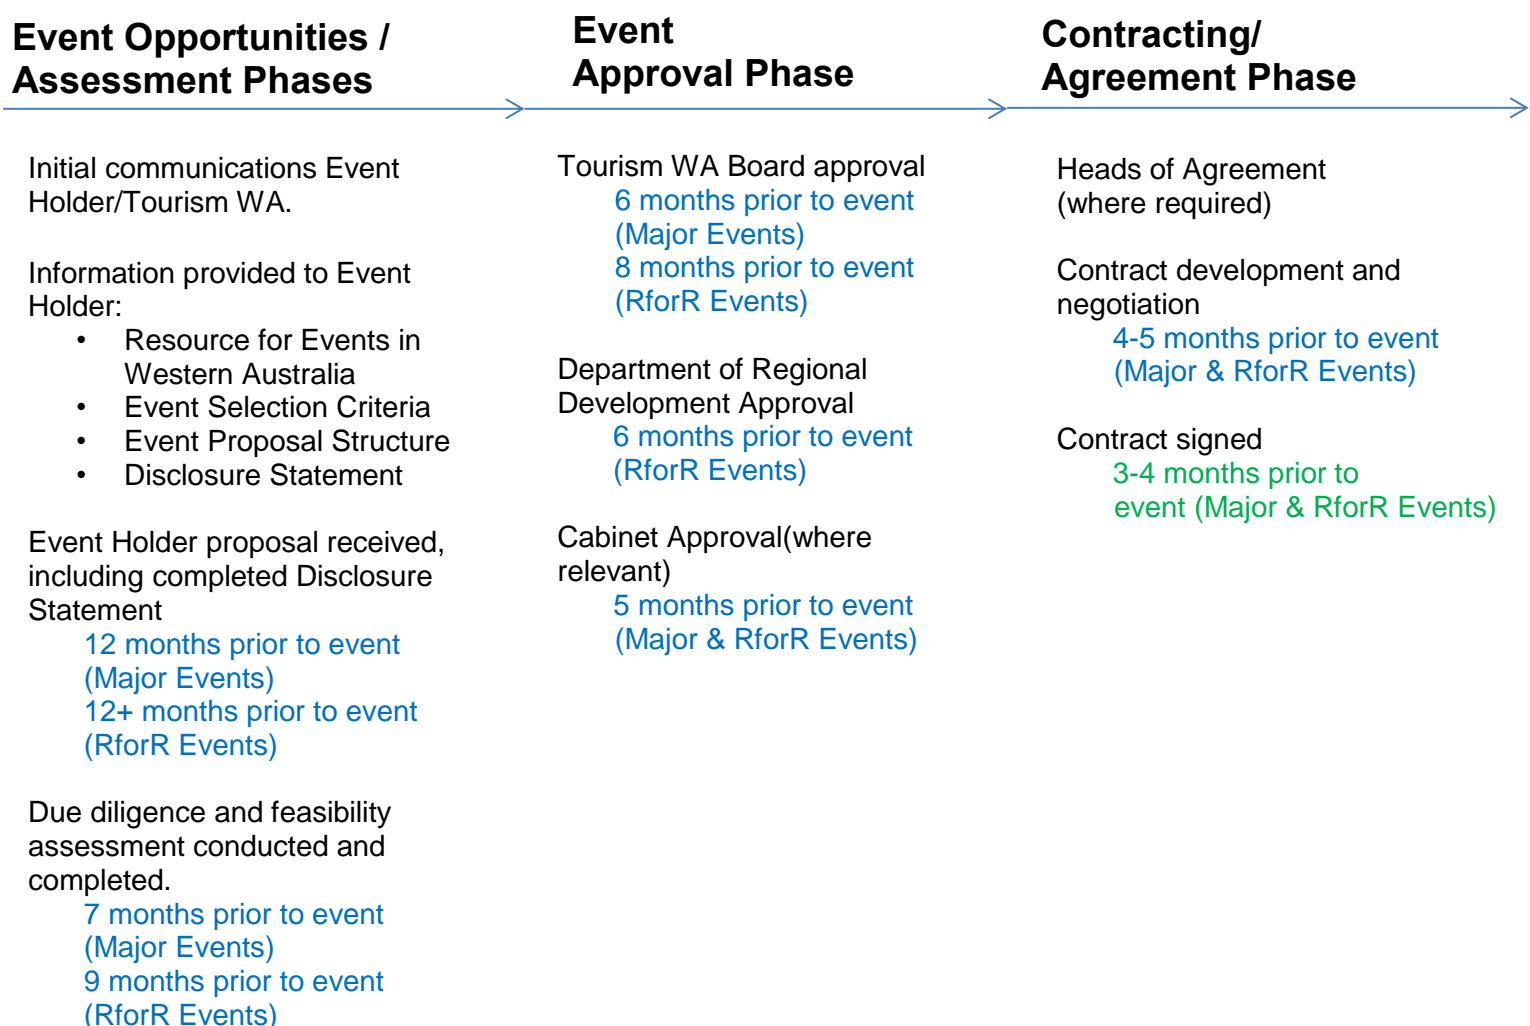 Event Opportunities /
Assessment Phases
Initial communications Event
Holder/Tourism WA.
Information provided to Event
Holder:
• Resource for Events in
Western Australia
• Event Selection Criteria
• Event Proposal Structure
• Disclosure Statement
Event Holder proposal received,
including completed Disclosure
Statement
12 months prior to event
(Major Events)
12+ months prior to event
(RforR Events)
Due diligence and feasibility
assessment conducted and
completed.
7 months prior to event
(Major Events)
9 months prior to event
(RforR Events)
Event
Approval Phase
Tourism WA Board approval
6 months prior to event
(Major Events)
8 months prior to event
(RforR Events)
Department of Regional
Development Approval
6 months prior to event
(RforR Events)
Cabinet Approval(where
relevant)
5 months prior to event
(Major & RforR Events)
Contracting/
Agreement Phase
Heads of Agreement
(where required)
Contract development and
negotiation
4-5 months prior to event
(Major & RforR Events)
Contract signed
3-4 months prior to
event (Major & RforR Events)